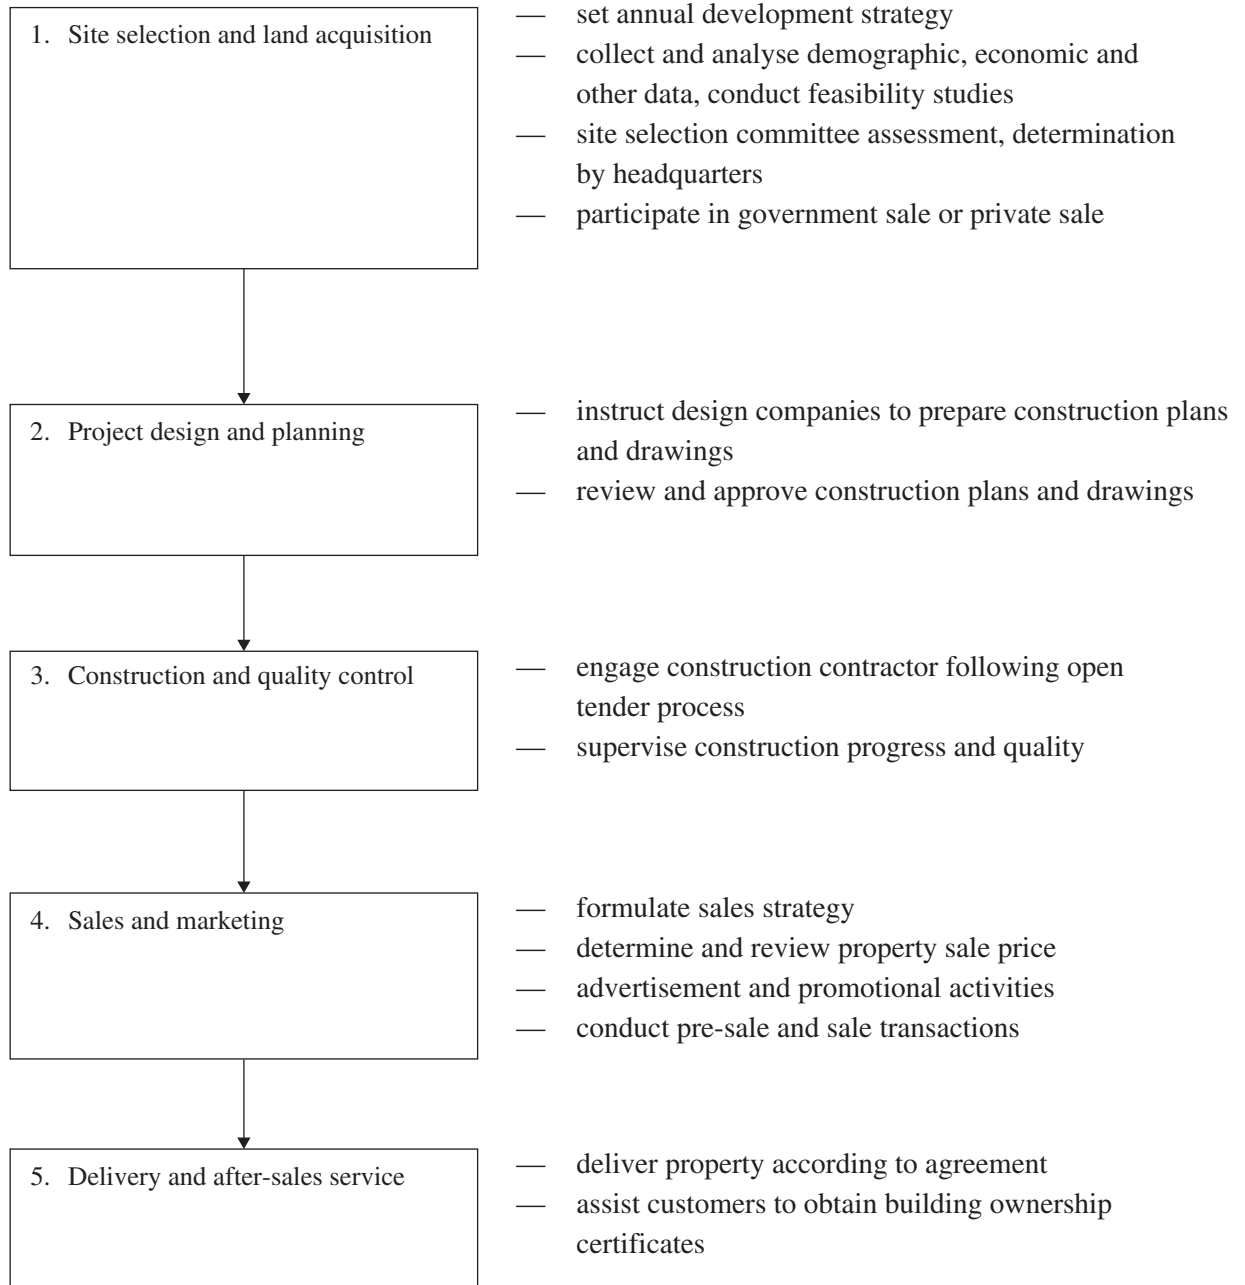 1. Site selection and land acquisition
— set annual development strategy
— collect and analyse demographic, economic and
other data, conduct feasibility studies
— site selection committee assessment, determination
by headquarters
— participate in government sale or private sale
2. Project design and planning
— instruct design companies to prepare construction plans
and drawings
— review and approve construction plans and drawings
3. Construction and quality control
— engage construction contractor following open
tender process
— supervise construction progress and quality
4. Sales and marketing
— formulate sales strategy
— determine and review property sale price
— advertisement and promotional activities
— conduct pre-sale and sale transactions
5. Delivery and after-sales service
— deliver property according to agreement
— assist customers to obtain building ownership
certificates